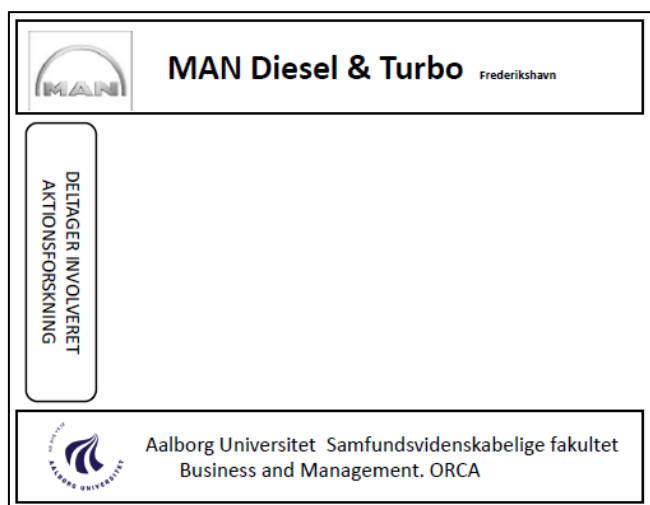 MAN
MAN Diesel & Turbo Frederikshavn
DELTAGER INVOLVERET
AKTIONSFORSKNING
Aalborg Universitet Samfundsvidenskabelige fakultet
Business and Management. ORCA
AALBORG UNIVERSITET